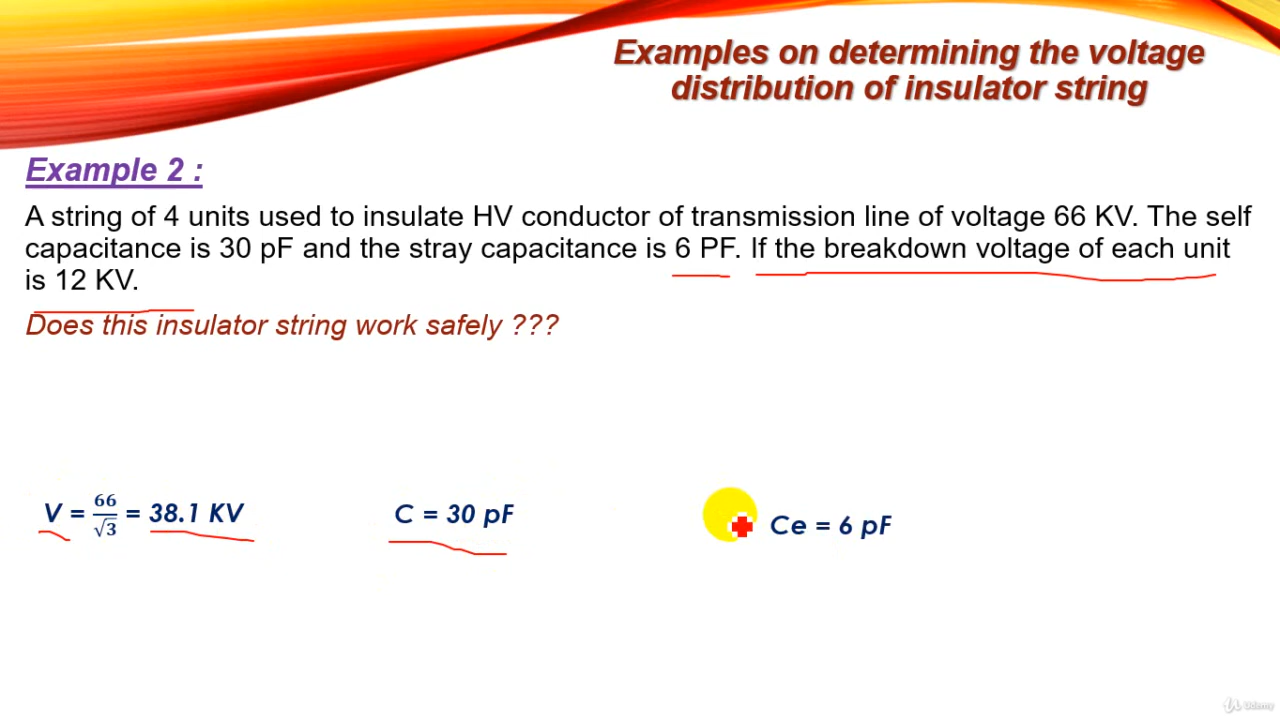 Examples on determining the voltage
distribution of insulator string
Example 2 :
A string of 4 units used to insulate HV conductor of transmission line of voltage 66 KV. The self
capacitance is 30 pF and the stray capacitance is 6 PF. If the breakdown voltage of each unit
is 12 KV.
Does this insulator string work safely ???
V = 66/√3 = 38.1 KV
C = 30 pF
Ce = 6 pF
Udemy